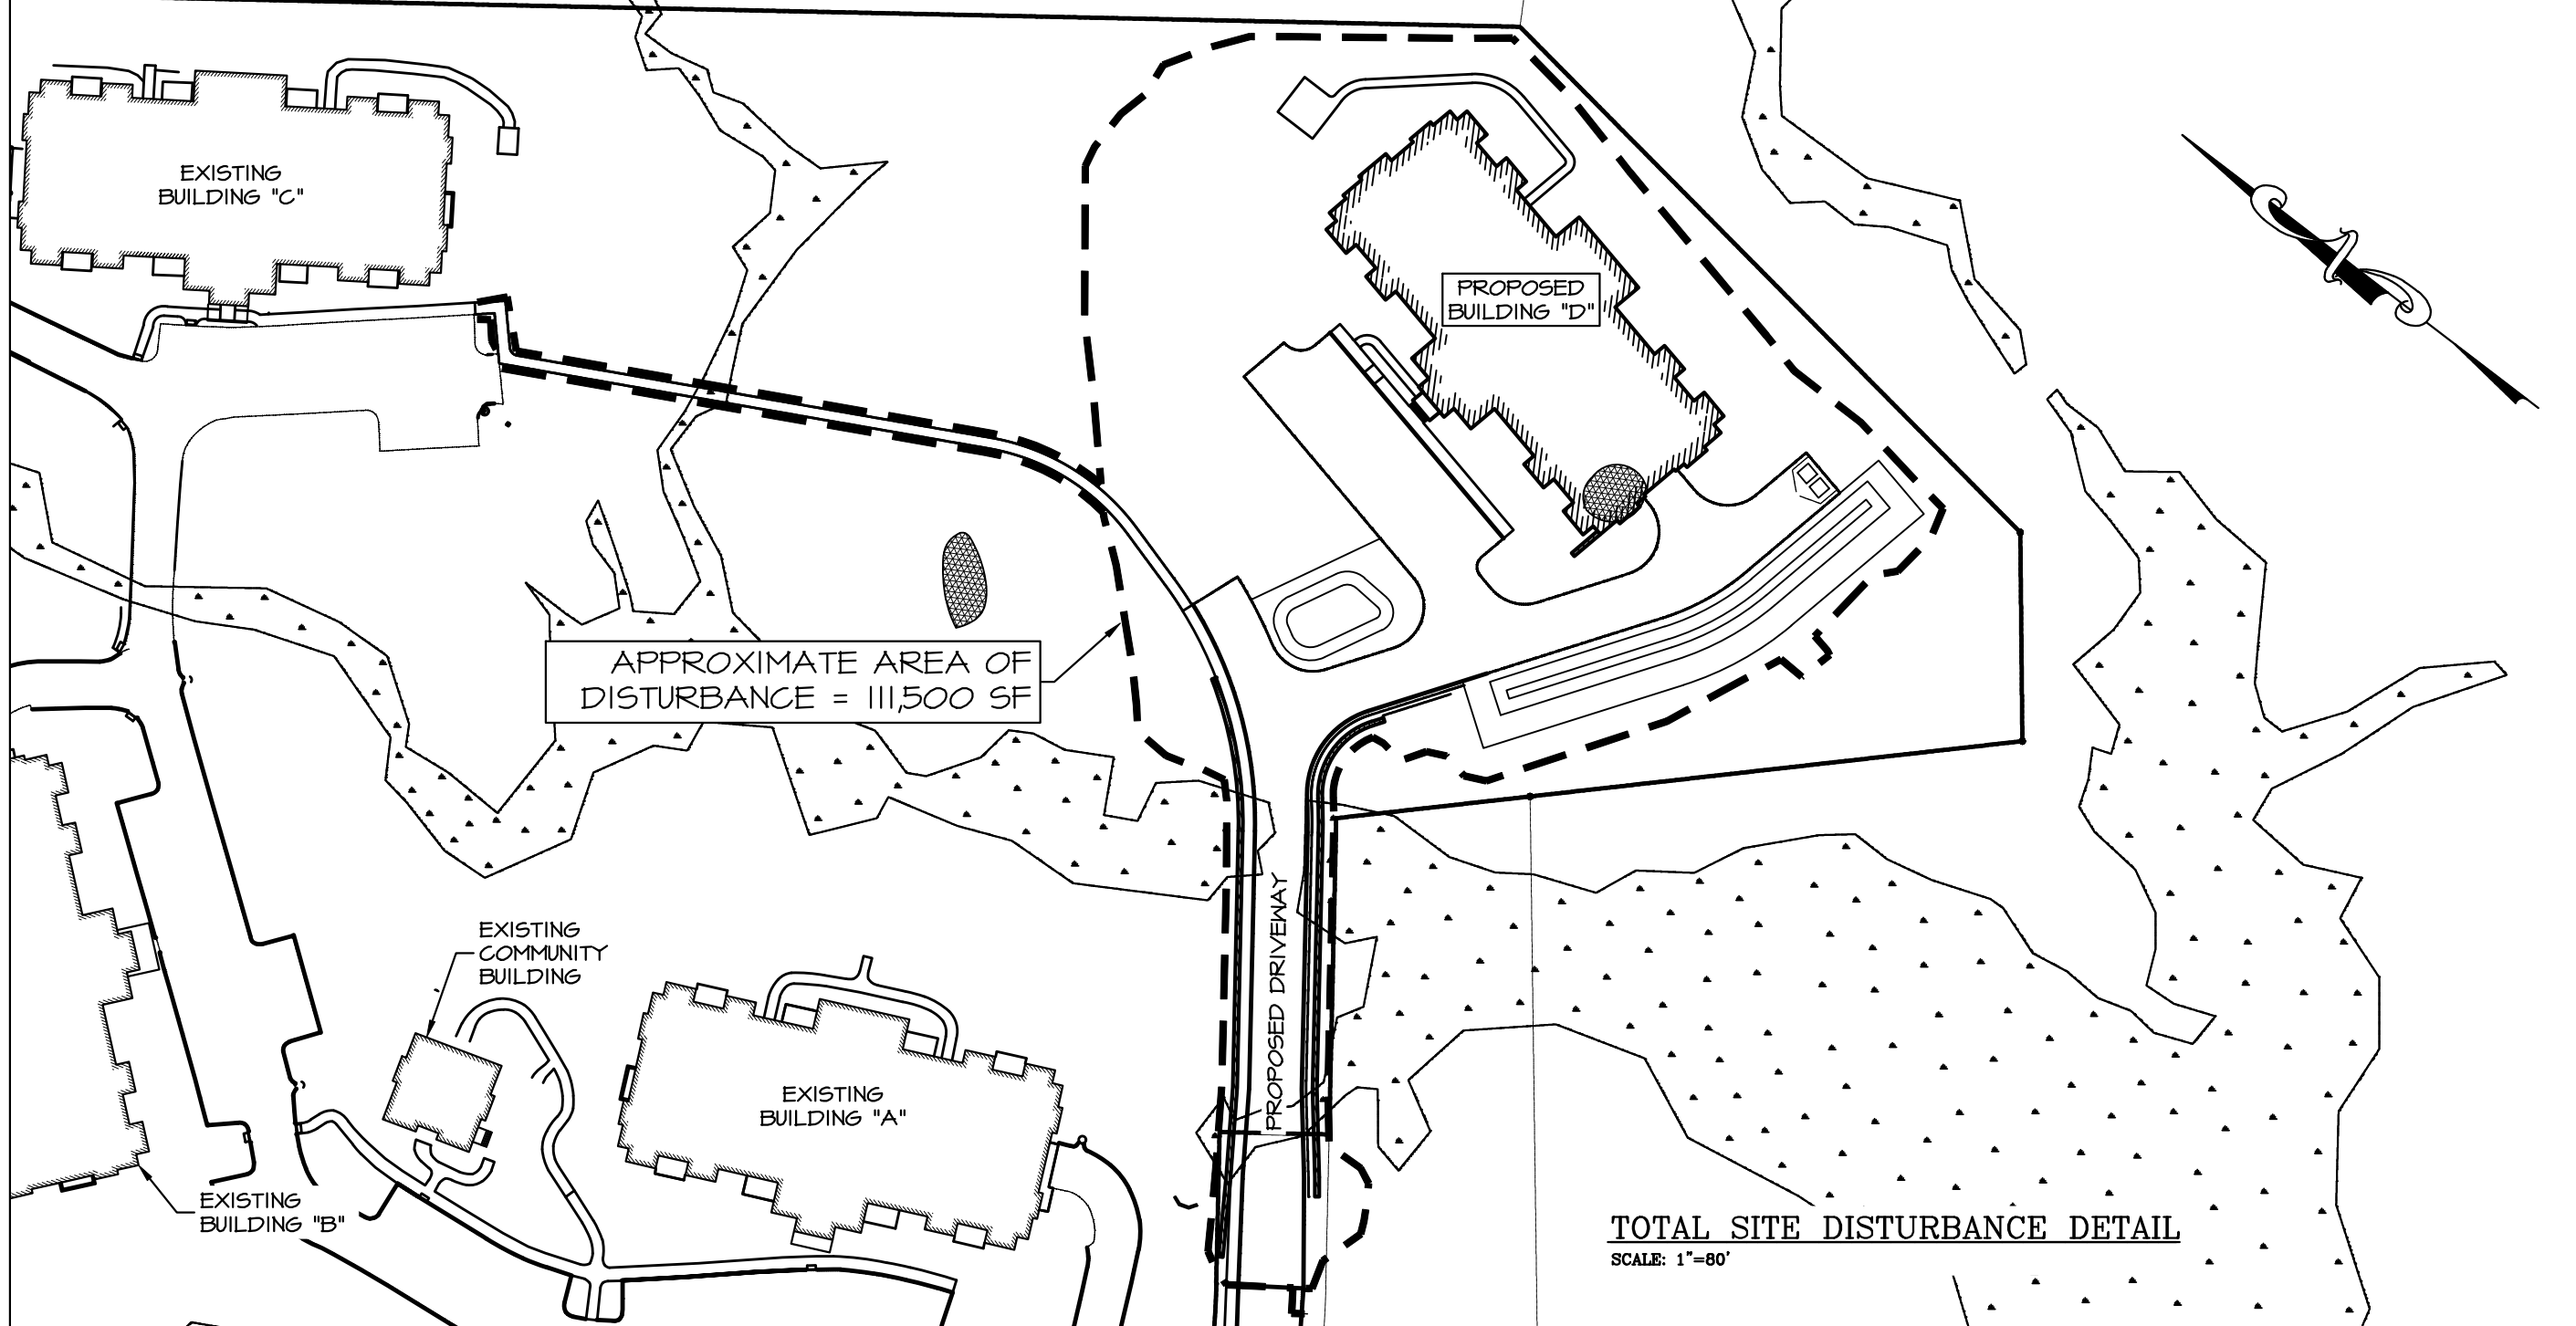 EXISTING
BUILDING "C"
PROPOSED
BUILDING "D"
APPROXIMATE AREA OF
DISTURBANCE = 111,500 SF
PROPOSED DRIVEWAY
EXISTING
COMMUNITY
BUILDING
EXISTING
BUILDING "A"
EXISTING
BUILDING "B"
TOTAL SITE DISTURBANCE DETAIL
SCALE: 1"=80'